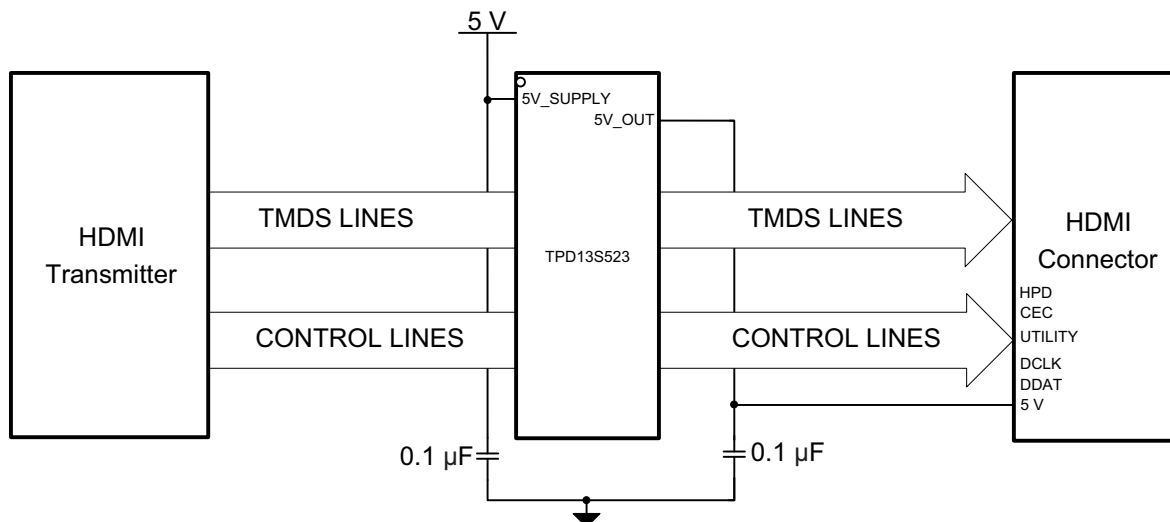 5 V
5V_SUPPLY
5V_OUT
TMDS LINES
TMDS LINES
HDMI
Transmitter
TPD13S523
HDMI
Connector
HPD
CEC
CONTROL LINES
CONTROL LINES
UTILITY
DCLK
DDAT
5 V
0.1 µF
0.1 µF